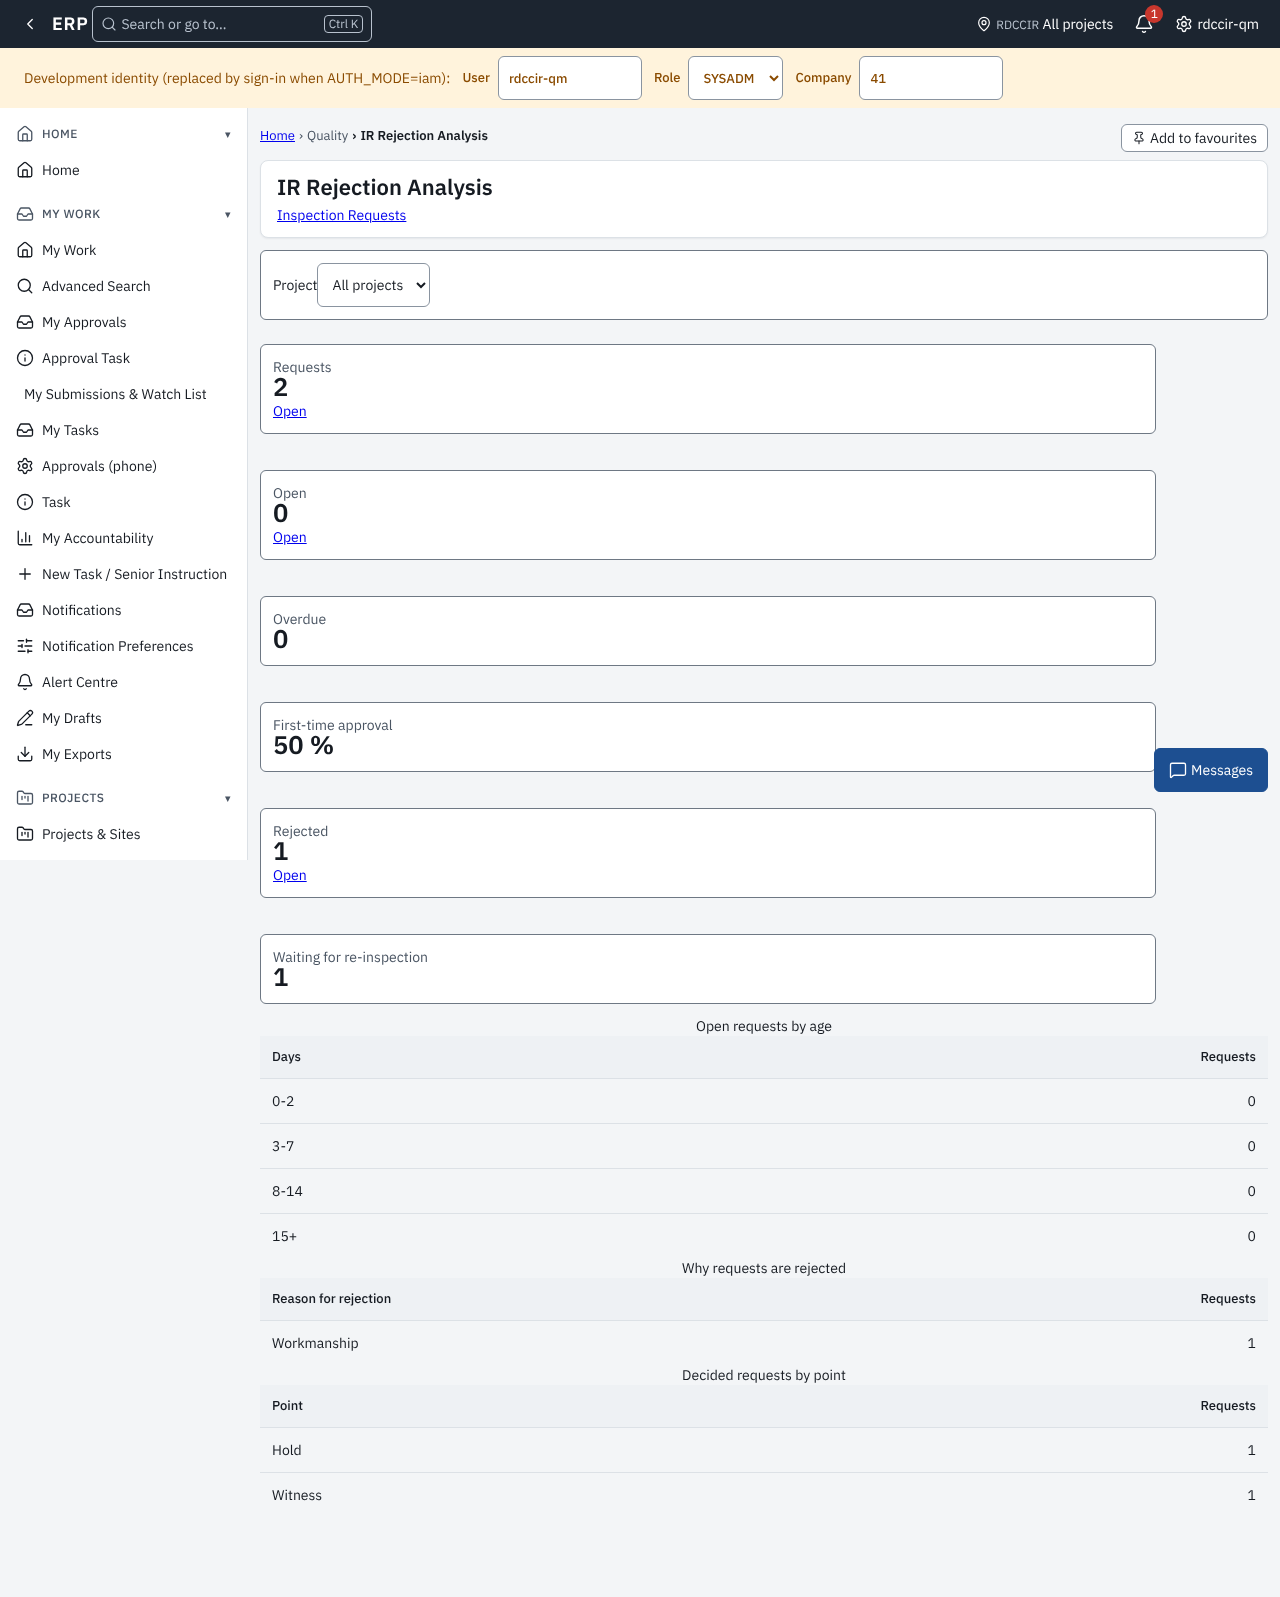 ERP
Search or go to...
Ctrl K
RDCCIR All projects
1
rdccir-qm
Development identity (replaced by sign-in when AUTH_MODE=iam):
User
rdccir-qm
Role
SYSADM
Company
41
HOME
Home
MY WORK
My Work
Advanced Search
My Approvals
Approval Task
My Submissions & Watch List
My Tasks
Approvals (phone)
Task
My Accountability
New Task / Senior Instruction
Notifications
Notification Preferences
Alert Centre
My Drafts
My Exports
PROJECTS
Projects & Sites
Home › Quality › IR Rejection Analysis
Add to favourites
IR Rejection Analysis
Inspection Requests
Project
All projects
Requests
2
Open
Open
0
Open
Overdue
0
First-time approval
50 %
Messages
Rejected
1
Open
Waiting for re-inspection
1
Open requests by age
Days Requests
0-2 0
3-7 0
8-14 0
15+ 0
Why requests are rejected
Reason for rejection Requests
Workmanship 1
Decided requests by point
Point Requests
Hold 1
Witness 1